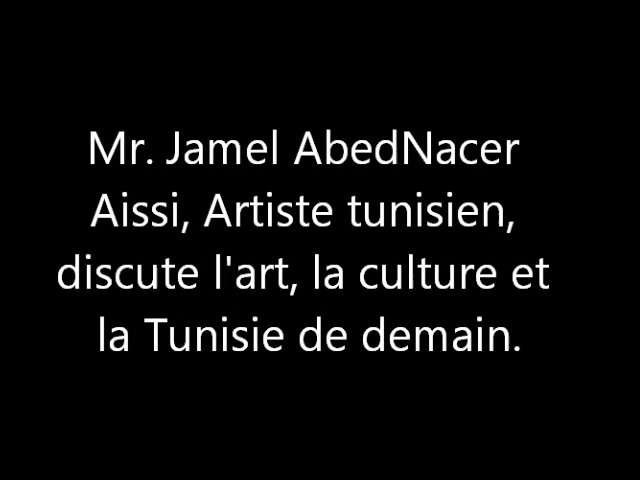 Mr. Jamel AbedNacer
Aissi, Artiste tunisien,
discute l'art, la culture et
la Tunisie de demain.